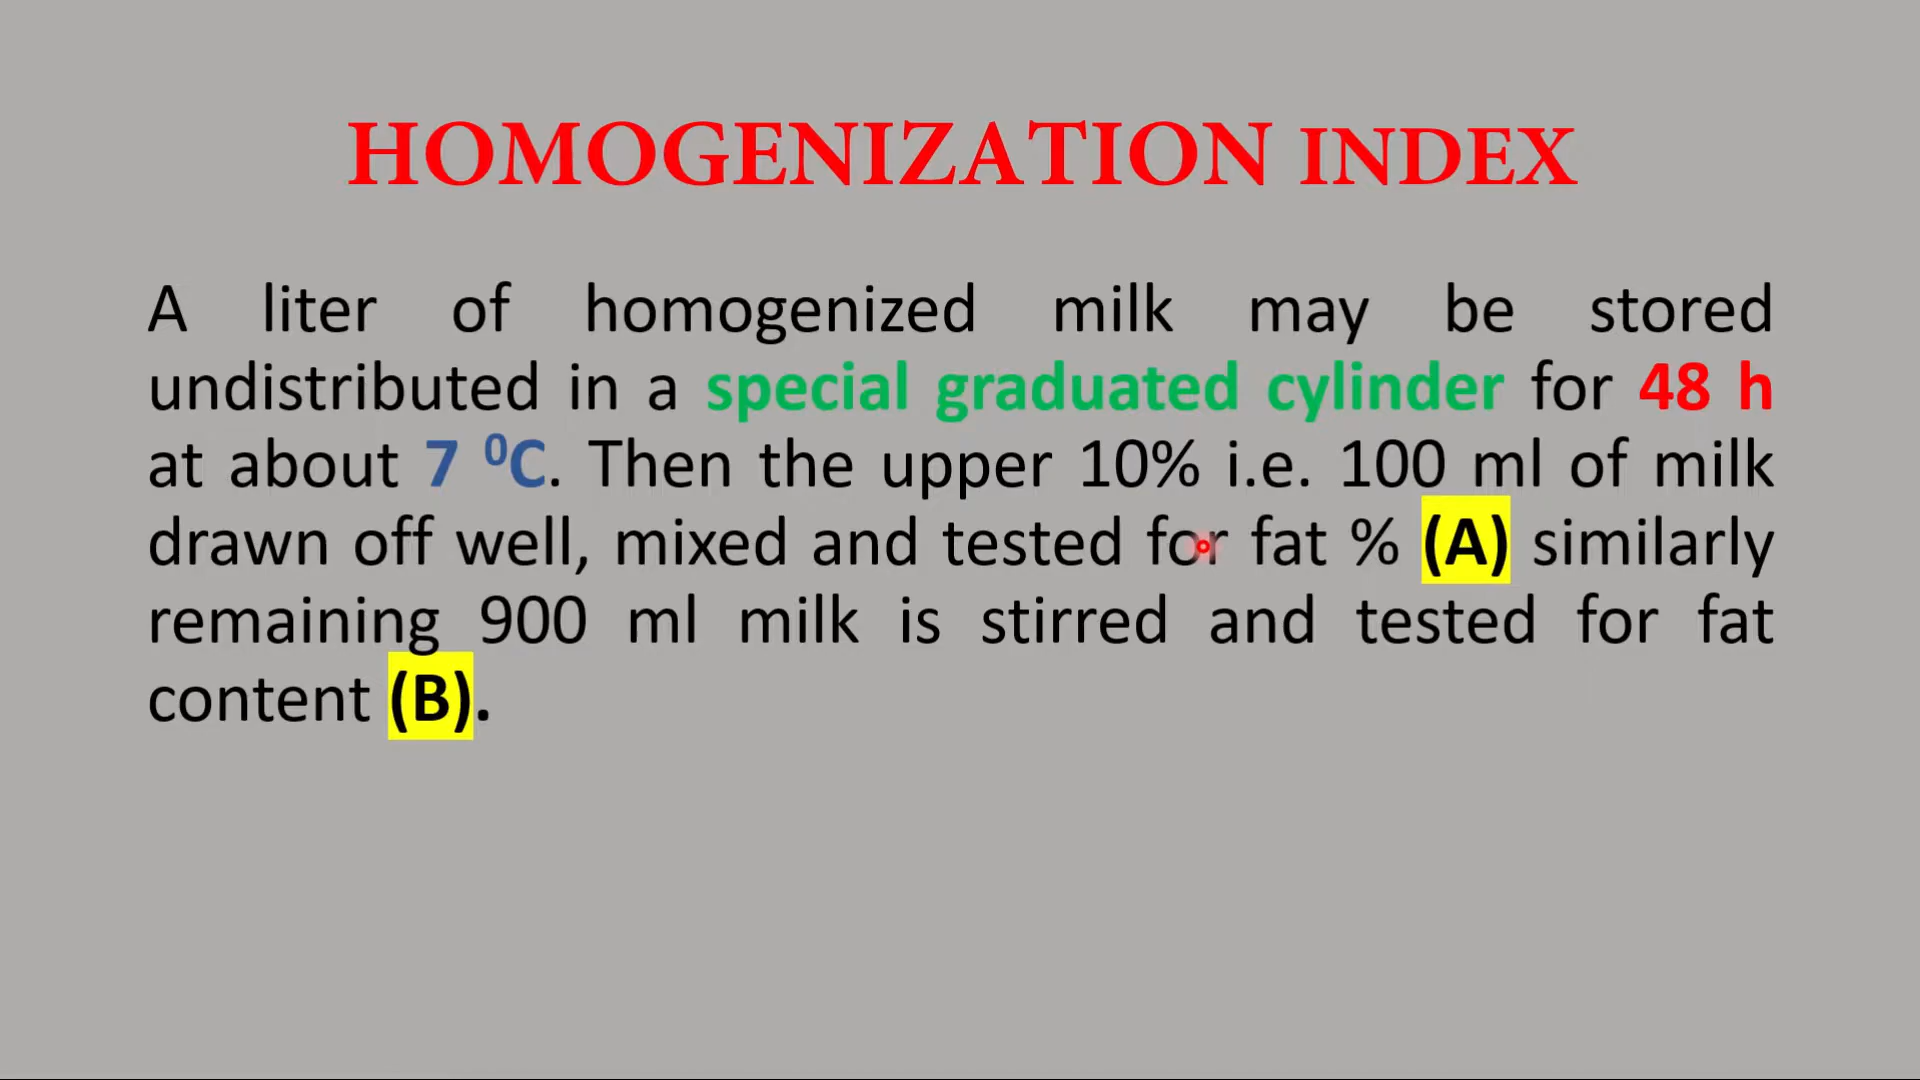 HOMOGENIZATION INDEX
A liter of homogenized milk may be stored
undistributed in a special graduated cylinder for 48 h
at about 7 ⁰C. Then the upper 10% i.e. 100 ml of milk
drawn off well, mixed and tested for fat % (A) similarly
remaining 900 ml milk is stirred and tested for fat
content (B).